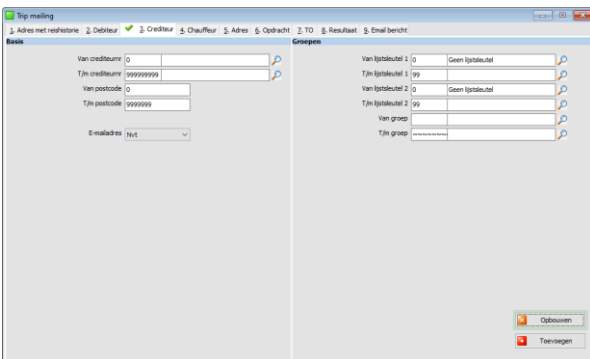 Trip mailing
1. Adres met reishistorie 2. Debiteur 3. Crediteur 4. Chauffeur 5. Adres 6. Opdracht 7. TO 8. Resultaat 9. Email bericht
Basis
Van crediteurnr 0
T/m crediteurnr 999999999
Van postcode 0
T/m postcode 9999999
E-mailadres Nvt
Groepen
Van lijstsleutel 1 0 Geen lijstsleutel
T/m lijstsleutel 1 99
Van lijstsleutel 2 0 Geen lijstsleutel
T/m lijstsleutel 2 99
Van groep
T/m groep ~~~~~~~
Opbouwen
Toevoegen